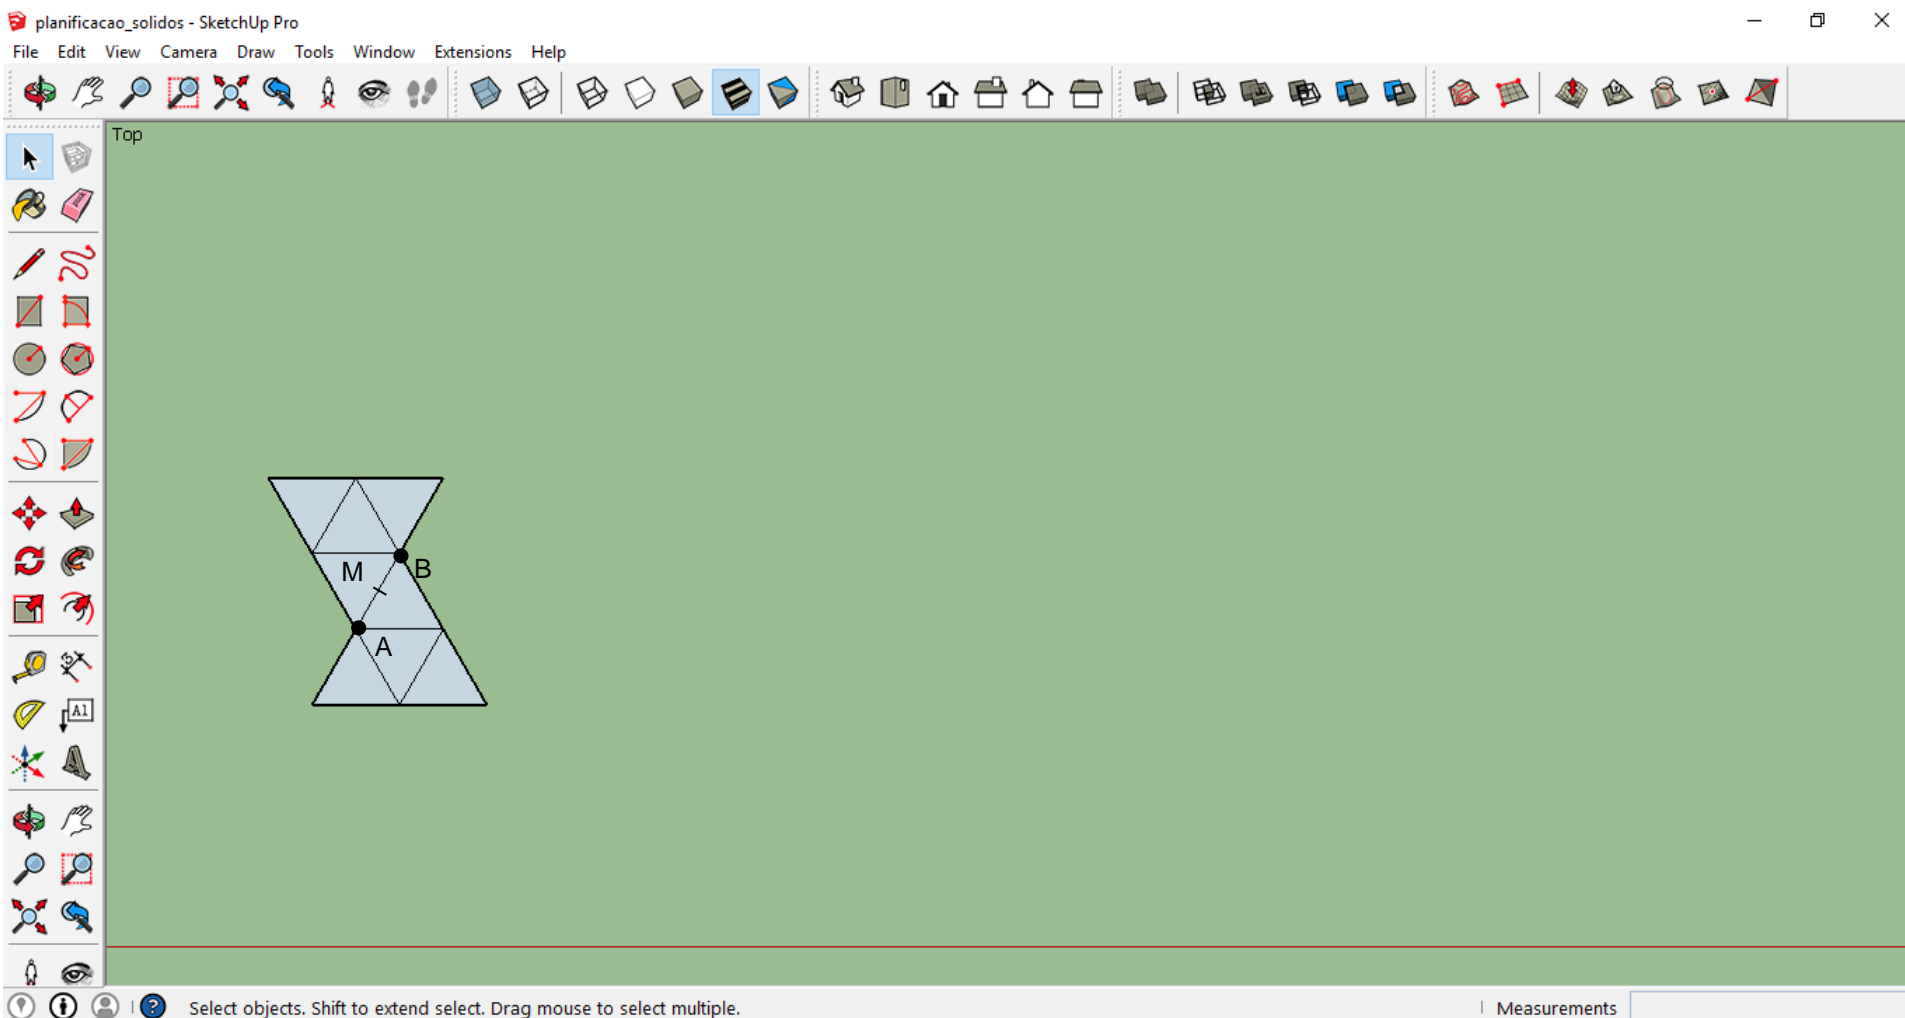 planificacao_solidos - SketchUp Pro
File Edit View Camera Draw Tools Window Extensions Help
Top
M
B
A
A1
Select objects. Shift to extend select. Drag mouse to select multiple.
Measurements